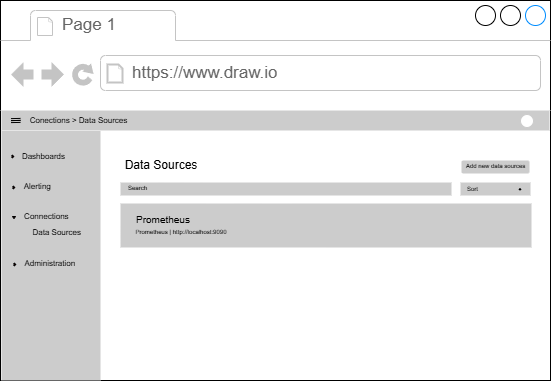 Page 1
https://www.draw.io
Conections > Data Sources
Dashboards
Alerting
Connections
Data Sources
Administration
Data Sources
Add new data sources
Search
Sort
Prometheus
Prometheus | http://localhost:9090